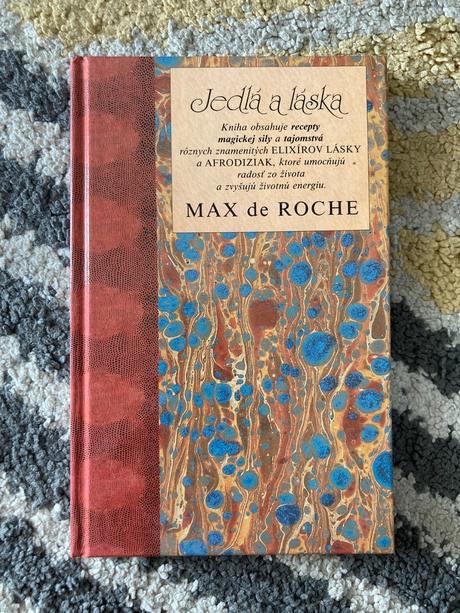 Jedlá a láska
Kniha obsahuje recepty
magickej sily a tajomstvá
rôznych znamenitých ELIXÍROV LÁSKY
a AFRODIZIAK, ktoré umocňujú
radosť zo života
a zvyšujú životnú energiu.
MAX de ROCHE